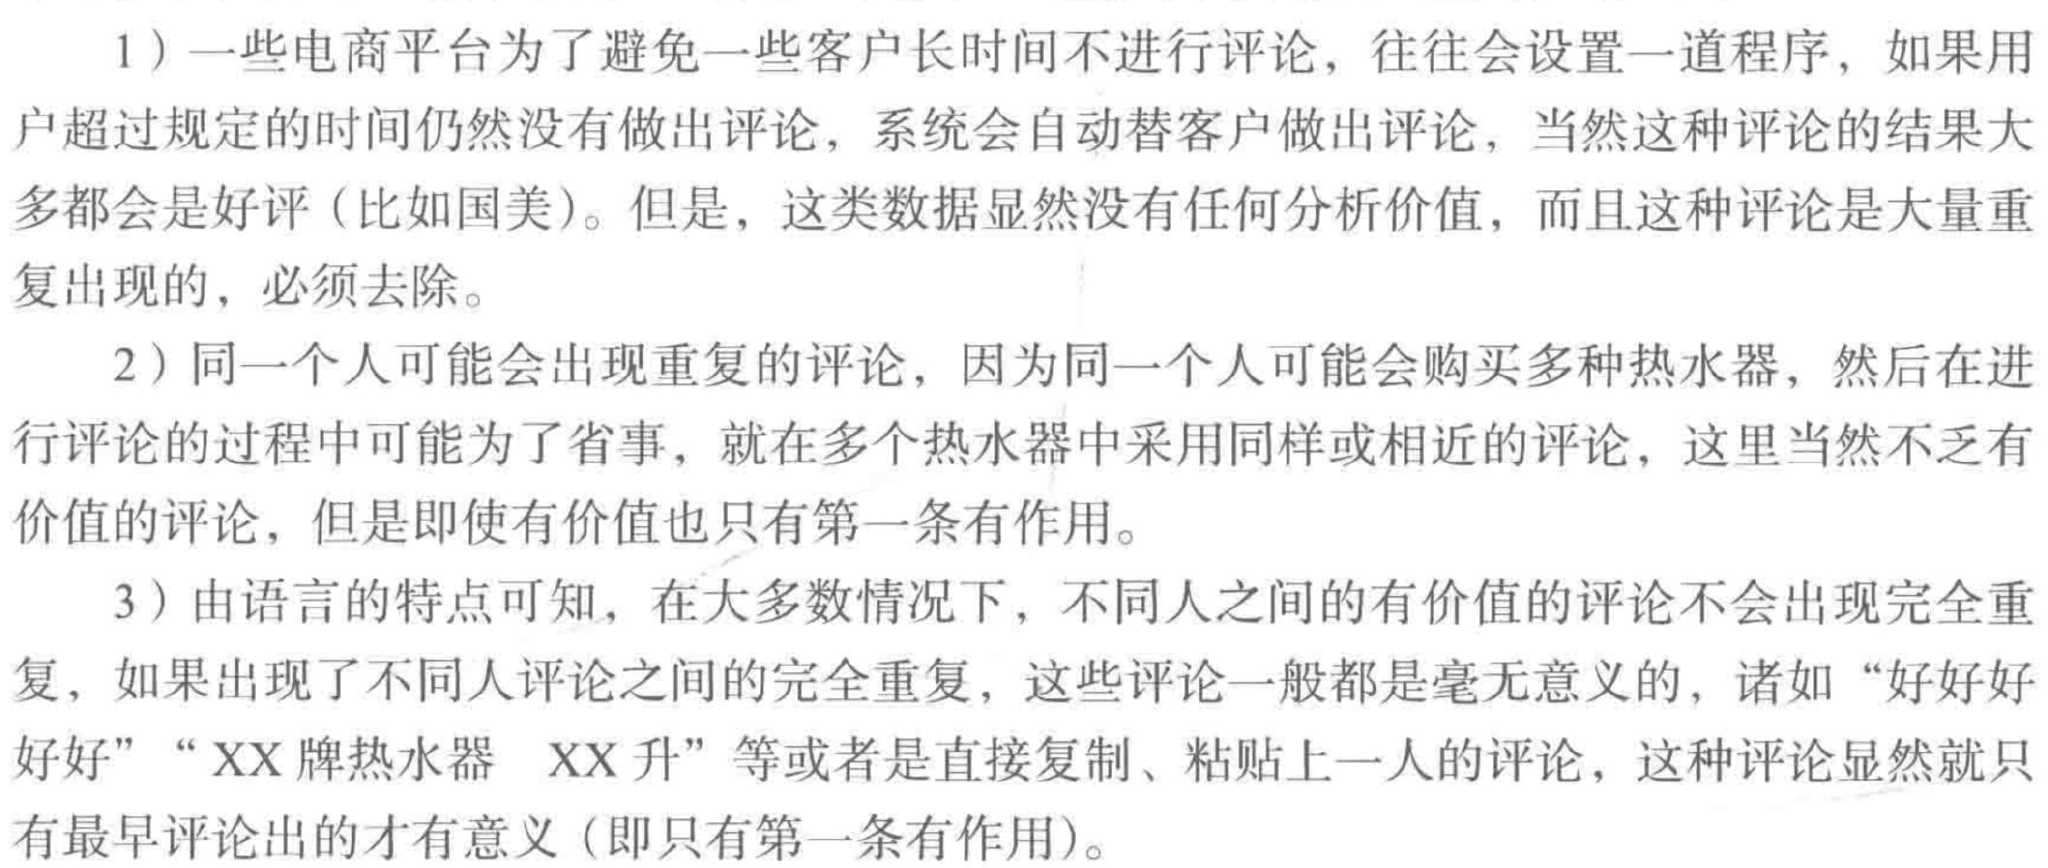 1）一些电商平台为了避免一些客户长时间不进行评论，往往会设置一道程序，如果用
户超过规定的时间仍然没有做出评论，系统会自动替客户做出评论，当然这种评论的结果大
多都会是好评（比如国美）。但是，这类数据显然没有任何分析价值，而且这种评论是大量重
复出现的，必须去除。
2）同一个人可能会出现重复的评论，因为同一个人可能会购买多种热水器，然后在进
行评论的过程中可能为了省事，就在多个热水器中采用同样或相近的评论，这里当然不乏有
价值的评论，但是即使有价值也只有第一条有作用。
3）由语言的特点可知，在大多数情况下，不同人之间的有价值的评论不会出现完全重
复，如果出现了不同人评论之间的完全重复，这些评论一般都是毫无意义的，诸如“好好好
好好”“XX牌热水器　XX升”等或者是直接复制、粘贴上一人的评论，这种评论显然就只
有最早评论出的才有意义（即只有第一条有作用）。